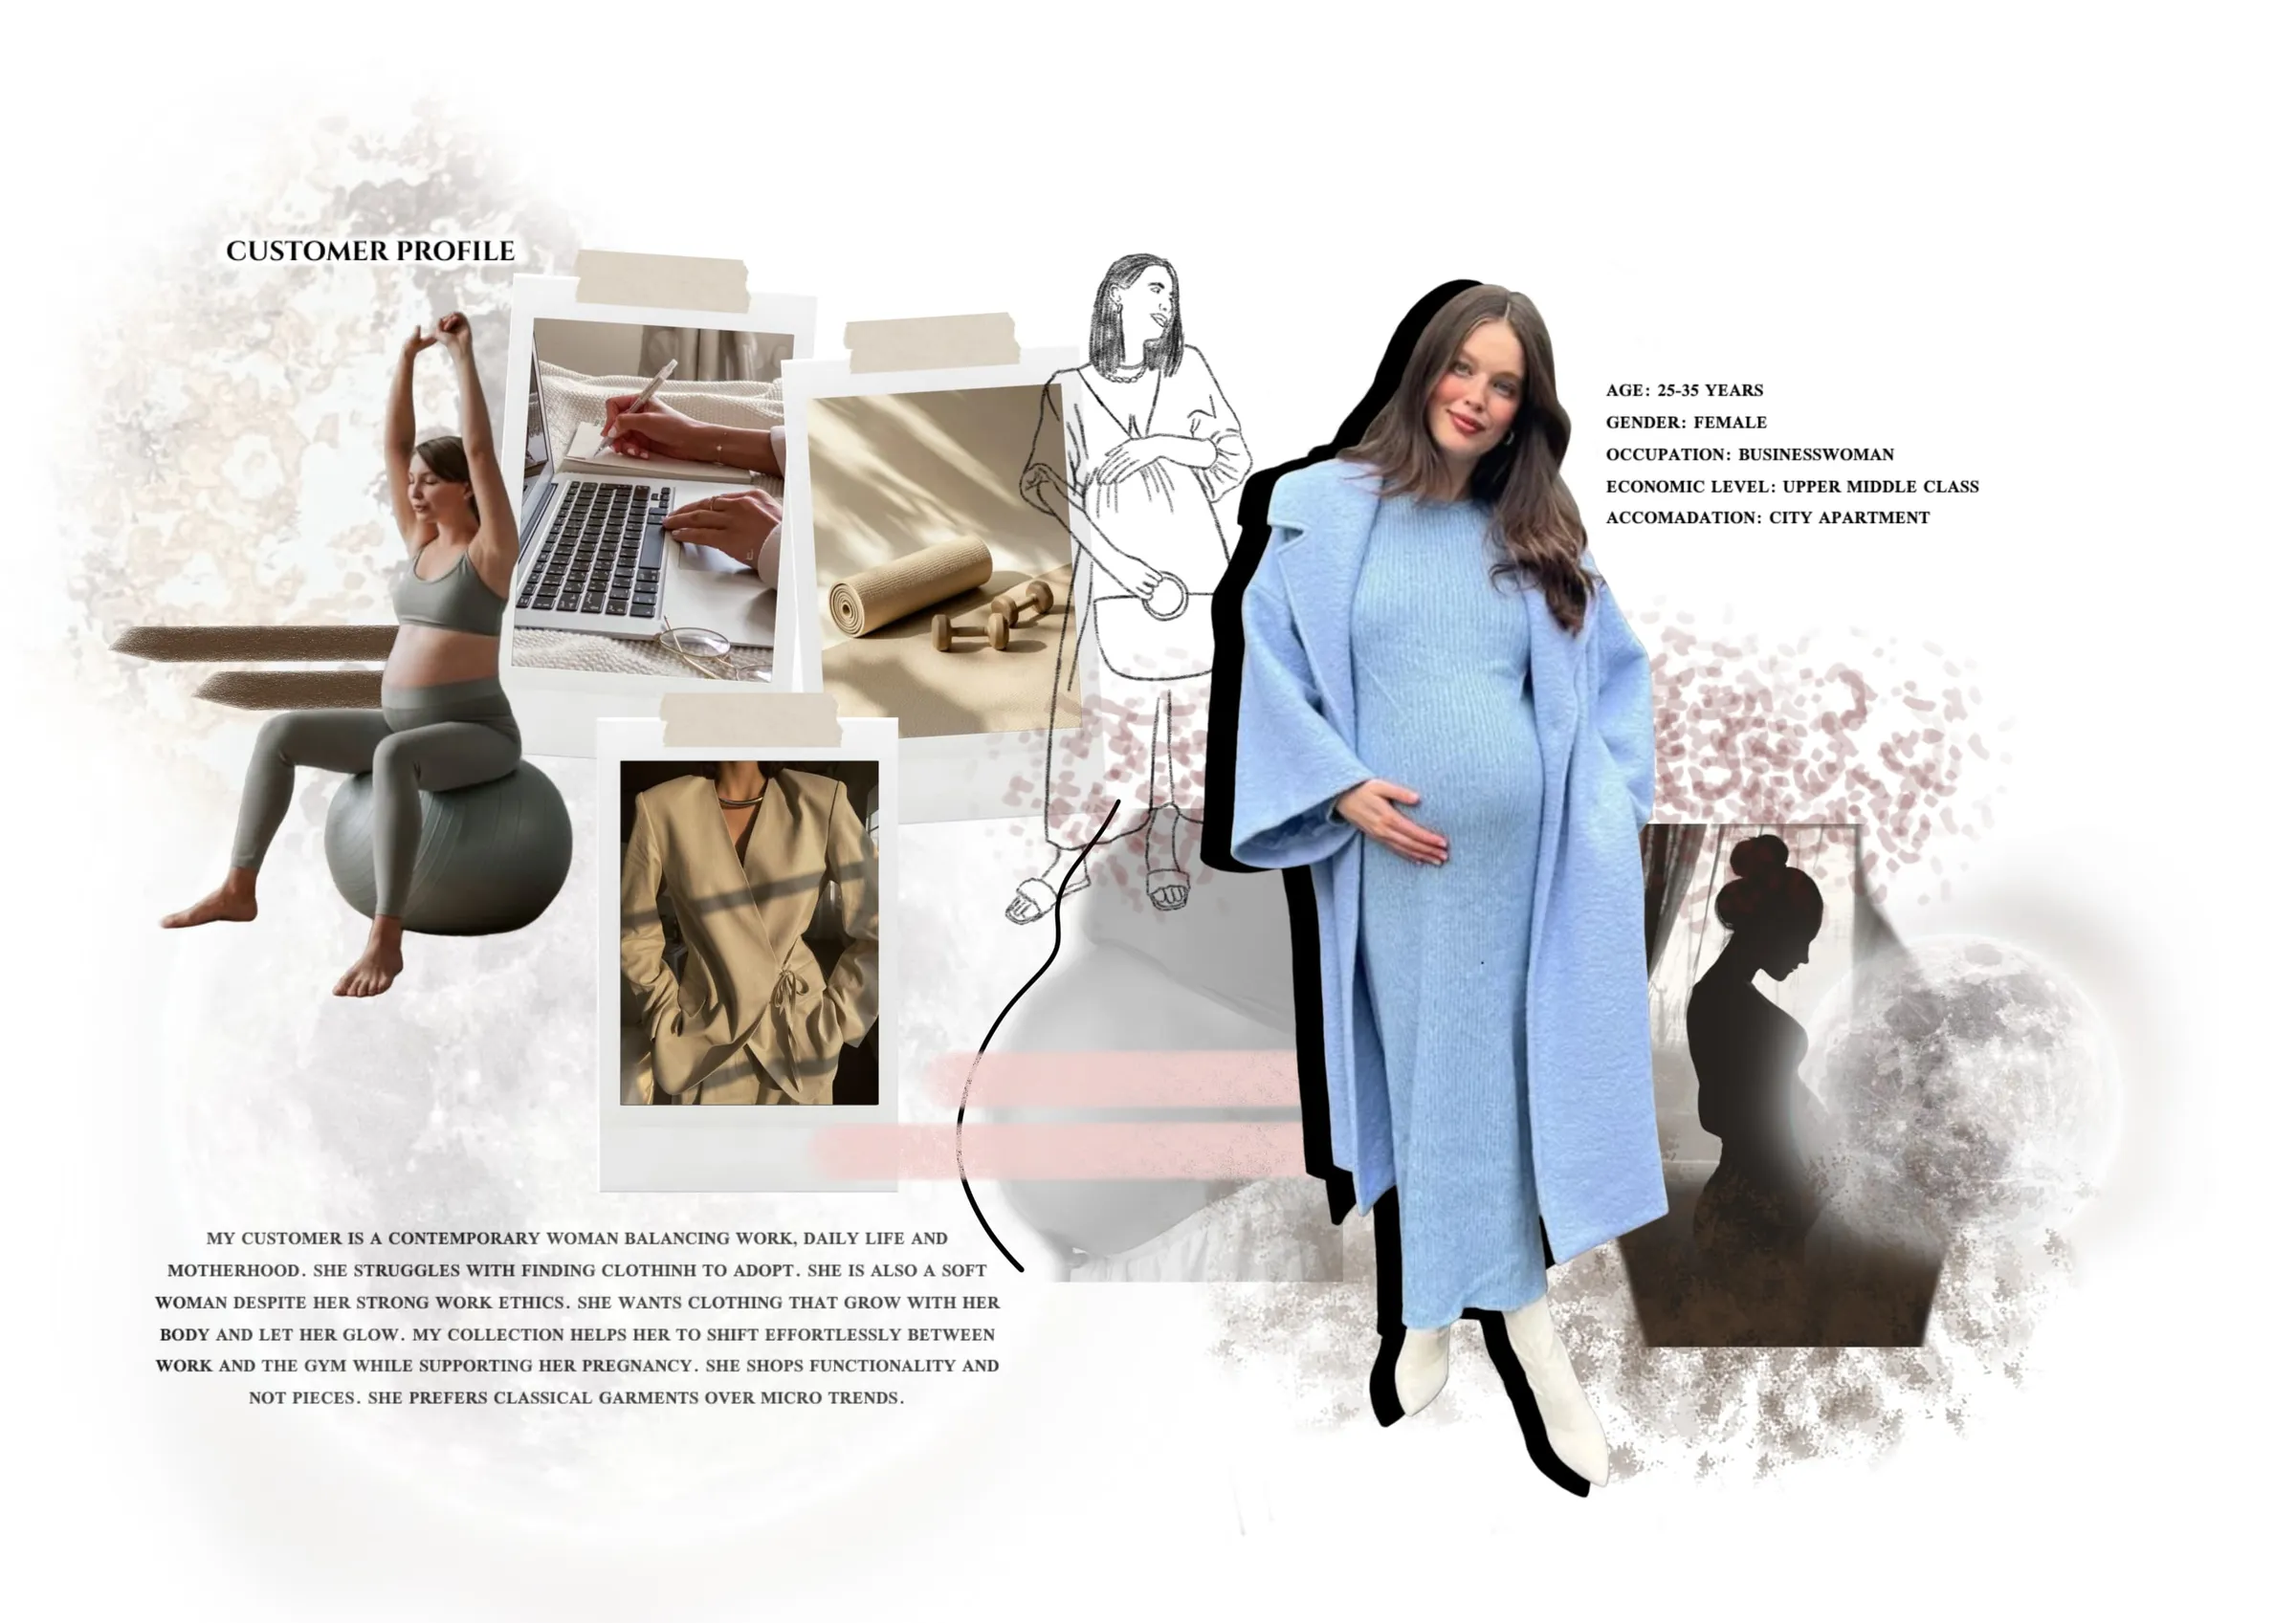 CUSTOMER PROFILE
AGE: 25-35 YEARS
GENDER: FEMALE
OCCUPATION: BUSINESSWOMAN
ECONOMIC LEVEL: UPPER MIDDLE CLASS
ACCOMADATION: CITY APARTMENT
MY CUSTOMER IS A CONTEMPORARY WOMAN BALANCING WORK, DAILY LIFE AND
MOTHERHOOD. SHE STRUGGLES WITH FINDING CLOTHINH TO ADOPT. SHE IS ALSO A SOFT
WOMAN DESPITE HER STRONG WORK ETHICS. SHE WANTS CLOTHING THAT GROW WITH HER
BODY AND LET HER GLOW. MY COLLECTION HELPS HER TO SHIFT EFFORTLESSLY BETWEEN
WORK AND THE GYM WHILE SUPPORTING HER PREGNANCY. SHE SHOPS FUNCTIONALITY AND
NOT PIECES. SHE PREFERS CLASSICAL GARMENTS OVER MICRO TRENDS.